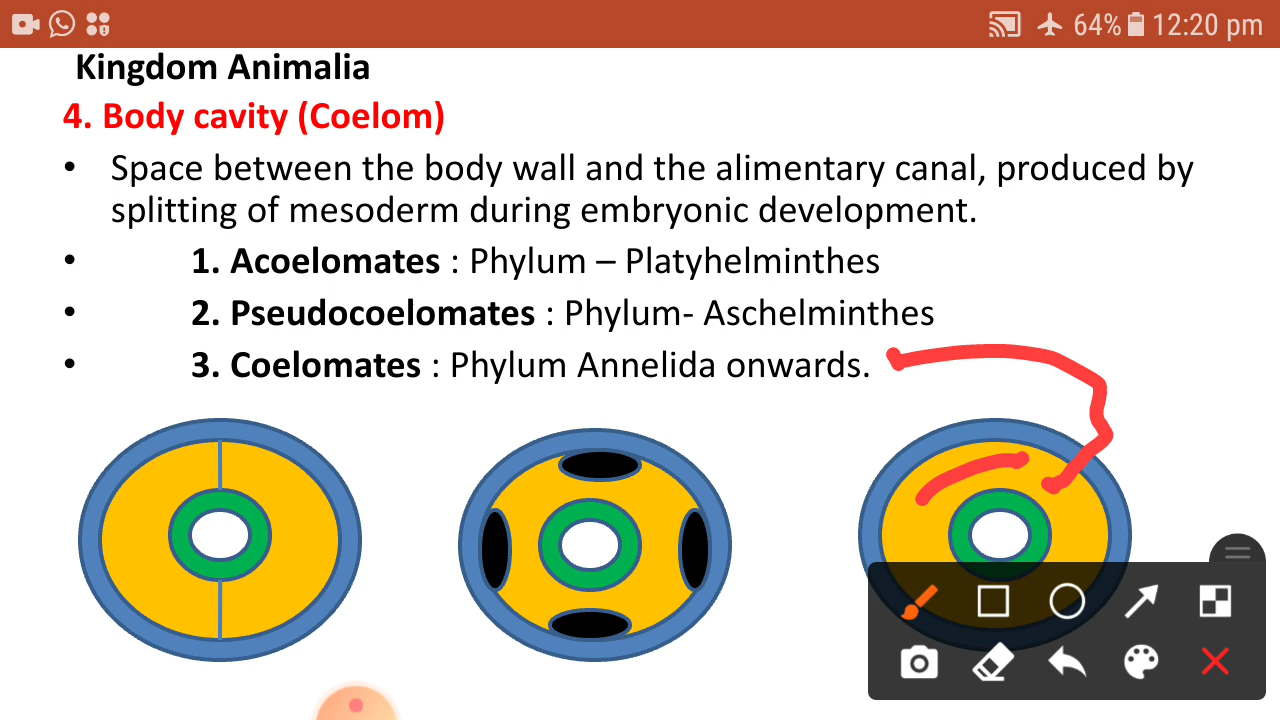 64% 12:20 pm
Kingdom Animalia
4. Body cavity (Coelom)
• Space between the body wall and the alimentary canal, produced by
splitting of mesoderm during embryonic development.
• 1. Acoelomates : Phylum – Platyhelminthes
• 2. Pseudocoelomates : Phylum- Aschelminthes
• 3. Coelomates : Phylum Annelida onwards.